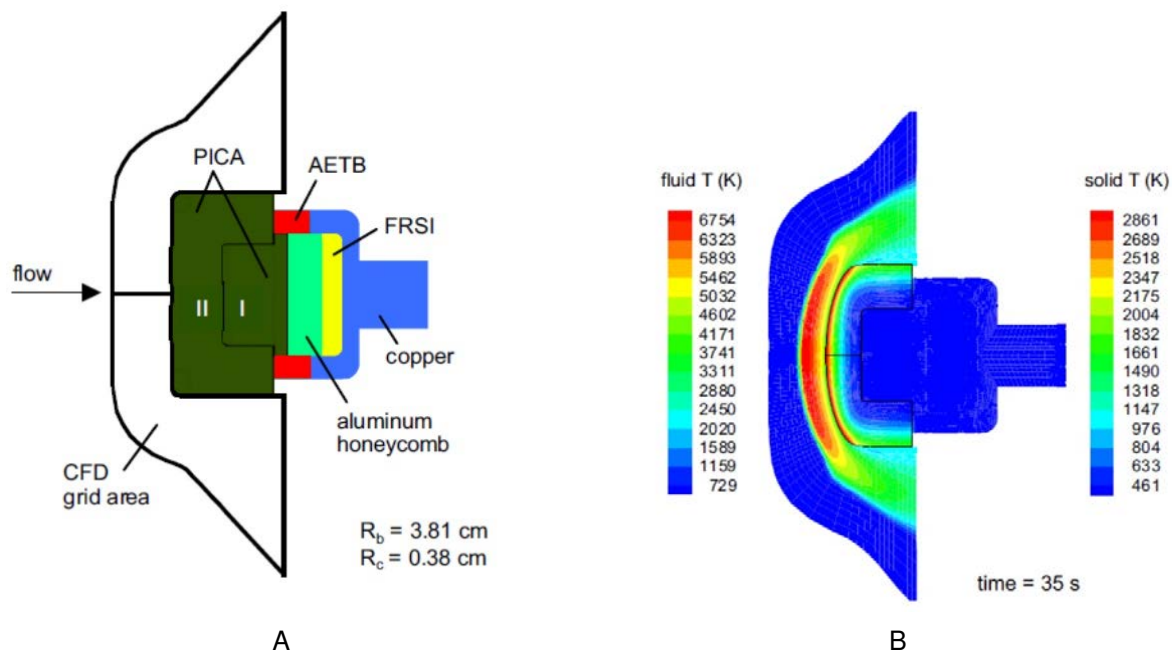 PICA
AETB
FRSI
flow
II
I
copper
aluminum
honeycomb
CFD
grid area
R_b = 3.81 cm
R_c = 0.38 cm
A
fluid T (K)
6754
6323
5893
5462
5032
4602
4171
3741
3311
2880
2450
2020
1589
1159
729
solid T (K)
2861
2689
2518
2347
2175
2004
1832
1661
1490
1318
1147
976
804
633
461
time = 35 s
B